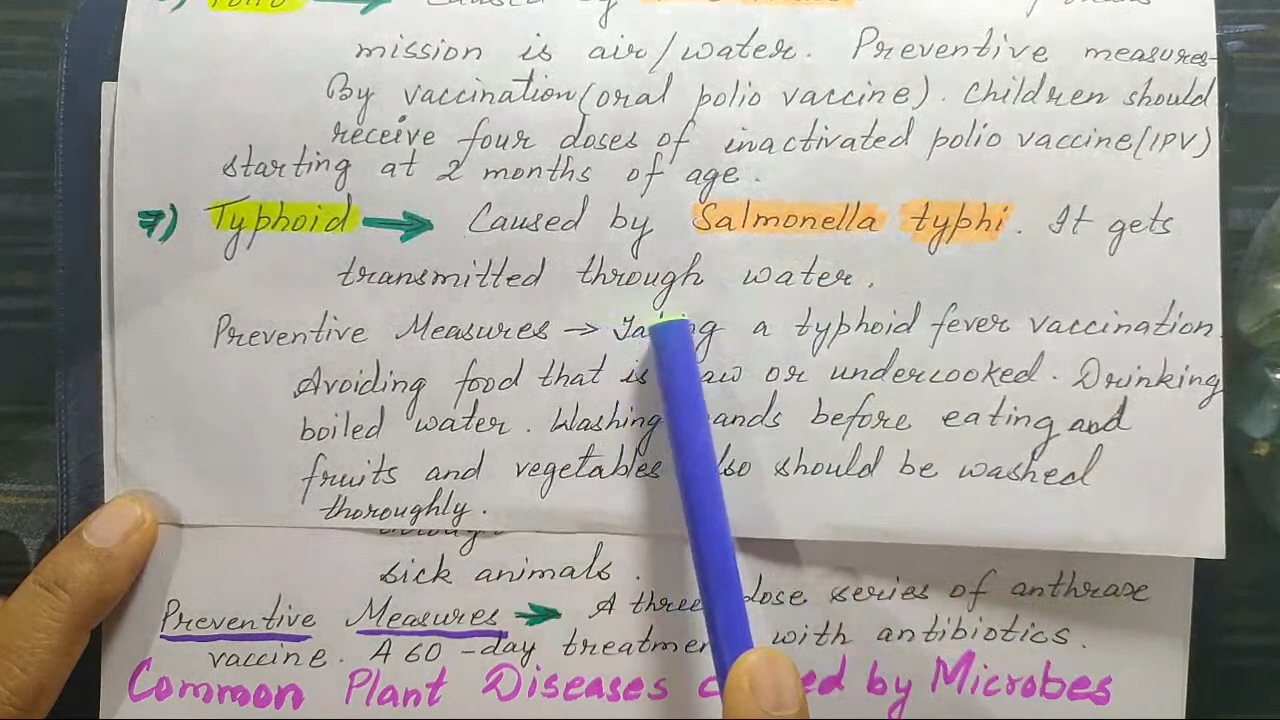 Polio → Caused by
mission is air/water. Preventive measures-
By vaccination (oral polio vaccine). Children should
receive four doses of inactivated polio vaccine (IPV)
starting at 2 months of age.
7) Typhoid → Caused by Salmonella typhi. It gets
transmitted through water.
Preventive Measures → a typhoid fever vaccination.
Avoiding food that is or undercooked. Drinking
boiled water. Washing before eating and
fruits and vegetables should be washed
thoroughly.
sick animals.
Preventive Measures → A three dose series of anthrax
vaccine. A 60-day with antibiotics.
Common Plant Diseases by Microbes